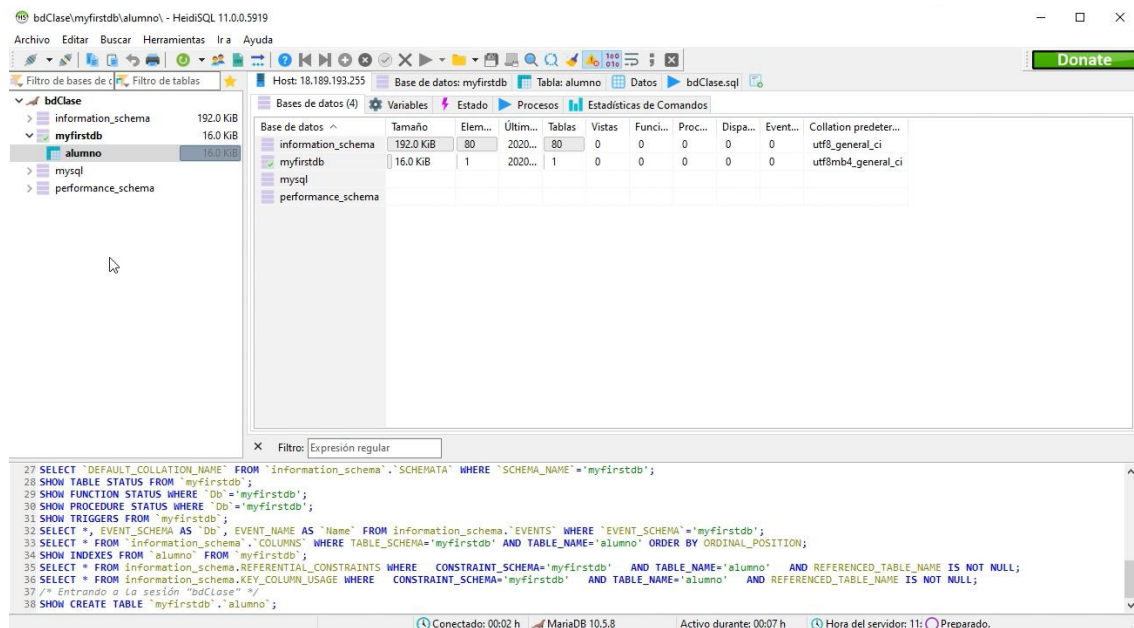 bdClase\myfirstdb\alumno\ - HeidiSQL 11.0.0.5919
Archivo Editar Buscar Herramientas Ir a Ayuda
Donate
Filtro de bases de c Filtro de tablas
Host: 18.189.193.255 Base de datos: myfirstdb Tabla: alumno Datos bdClase.sql
bdClase
information_schema 192.0 KiB
myfirstdb 16.0 KiB
alumno 16.0 KiB
mysql
performance_schema
Bases de datos (4) Variables Estado Procesos Estadísticas de Comandos
Base de datos Tamaño Elem... Últim... Tablas Vistas Funci... Proc... Dispa... Event... Collation predeter...
information_schema 192.0 KiB 80 2020... 80 0 0 0 0 0 utf8_general_ci
myfirstdb 16.0 KiB 1 2020... 1 0 0 0 0 0 utf8mb4_general_ci
mysql
performance_schema
Filtro: Expresión regular
27 SELECT `DEFAULT_COLLATION_NAME` FROM `information_schema`.`SCHEMATA` WHERE `SCHEMA_NAME`='myfirstdb';
28 SHOW TABLE STATUS FROM `myfirstdb`;
29 SHOW FUNCTION STATUS WHERE `Db`='myfirstdb';
30 SHOW PROCEDURE STATUS WHERE `Db`='myfirstdb';
31 SHOW TRIGGERS FROM `myfirstdb`;
32 SELECT *, EVENT_SCHEMA AS `Db`, EVENT_NAME AS `Name` FROM information_schema.`EVENTS` WHERE `EVENT_SCHEMA`='myfirstdb';
33 SELECT * FROM `information_schema`.`COLUMNS` WHERE TABLE_SCHEMA='myfirstdb' AND TABLE_NAME='alumno' ORDER BY ORDINAL_POSITION;
34 SHOW INDEXES FROM `alumno` FROM `myfirstdb`;
35 SELECT * FROM information_schema.REFERENTIAL_CONSTRAINTS WHERE CONSTRAINT_SCHEMA='myfirstdb' AND TABLE_NAME='alumno' AND REFERENCED_TABLE_NAME IS NOT NULL;
36 SELECT * FROM information_schema.KEY_COLUMN_USAGE WHERE CONSTRAINT_SCHEMA='myfirstdb' AND TABLE_NAME='alumno' AND REFERENCED_TABLE_NAME IS NOT NULL;
37 /* Entrando a la sesión "bdClase" */
38 SHOW CREATE TABLE `myfirstdb`.`alumno`;
Conectado: 00:02 h MariaDB 10.5.8 Activo durante: 00:07 h Hora del servidor: 11: Preparado.